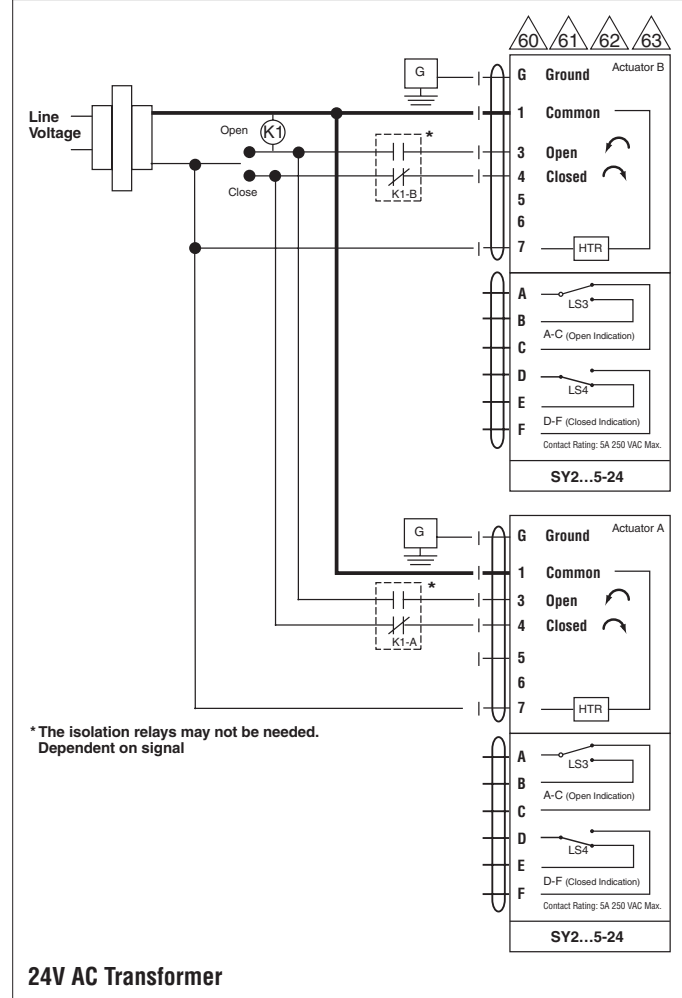 60 61 62 63
Actuator B
G
G Ground
Line
Voltage
1 Common
Open
K1
*
3 Open
4 Closed
Close
K1-B
5
6
7
HTR
A
LS3
B
A-C (Open Indication)
C
D
LS4
E
D-F (Closed Indication)
F
Contact Rating: 5A 250 VAC Max.
SY2…5-24
Actuator A
G
G Ground
1 Common
*
3 Open
4 Closed
K1-A
5
6
7
HTR
* The isolation relays may not be needed.
Dependent on signal
A
LS3
B
A-C (Open Indication)
C
D
LS4
E
D-F (Closed Indication)
F
Contact Rating: 5A 250 VAC Max.
SY2…5-24
24V AC Transformer